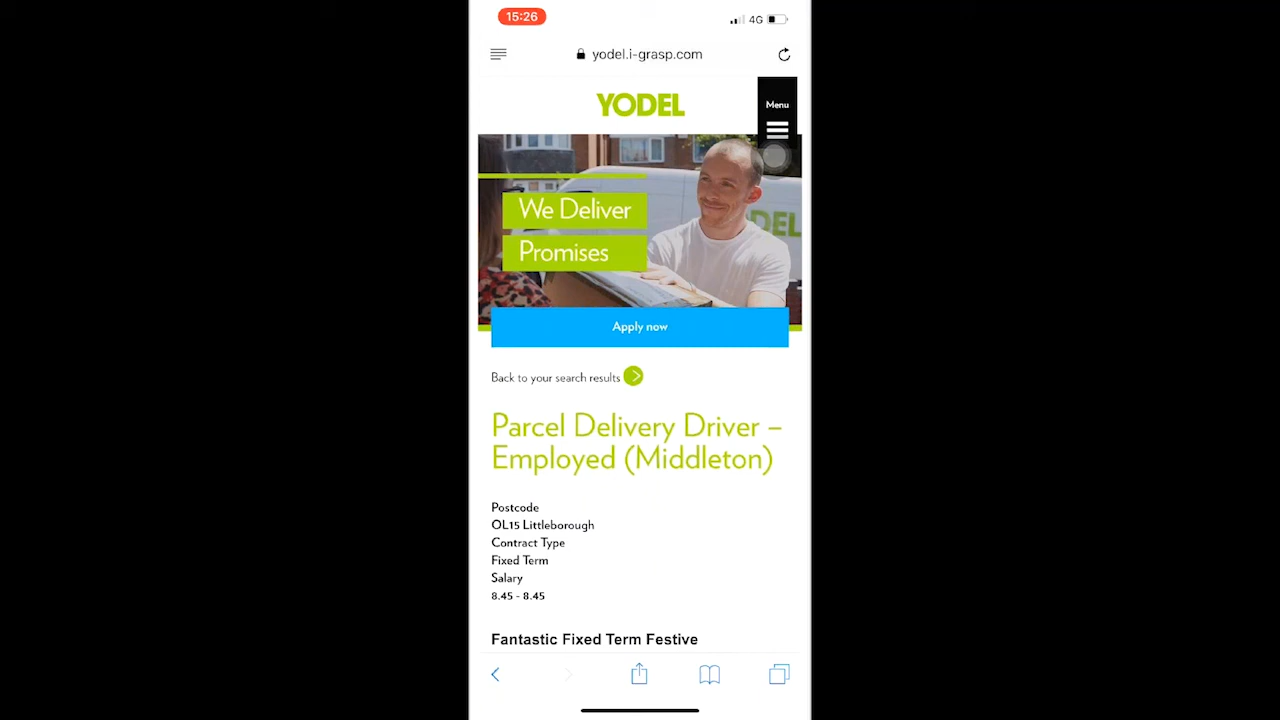 15:26
4G
yodel.i-grasp.com
YODEL
Menu
We Deliver
Promises
Apply now
Back to your search results
Parcel Delivery Driver –
Employed (Middleton)
Postcode
OL15 Littleborough
Contract Type
Fixed Term
Salary
8.45 - 8.45
Fantastic Fixed Term Festive